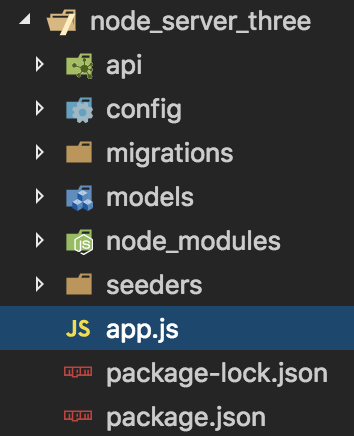 node_server_three
api
config
migrations
models
node_modules
seeders
JS app.js
package-lock.json
package.json